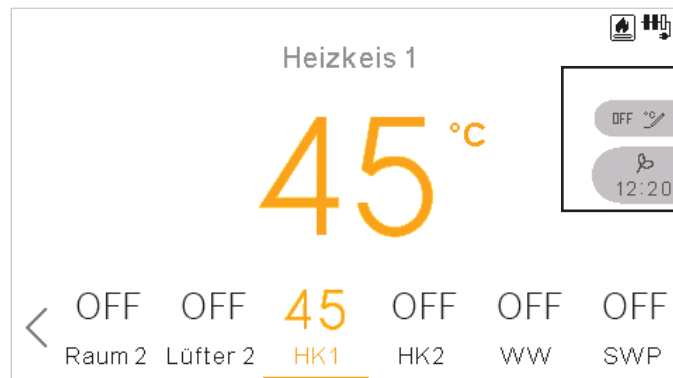 Heizkeis 1
45 °C
OFF °C
12:20
OFF OFF 45 OFF OFF OFF
Raum 2 Lüfter 2 HK1 HK2 WW SWP